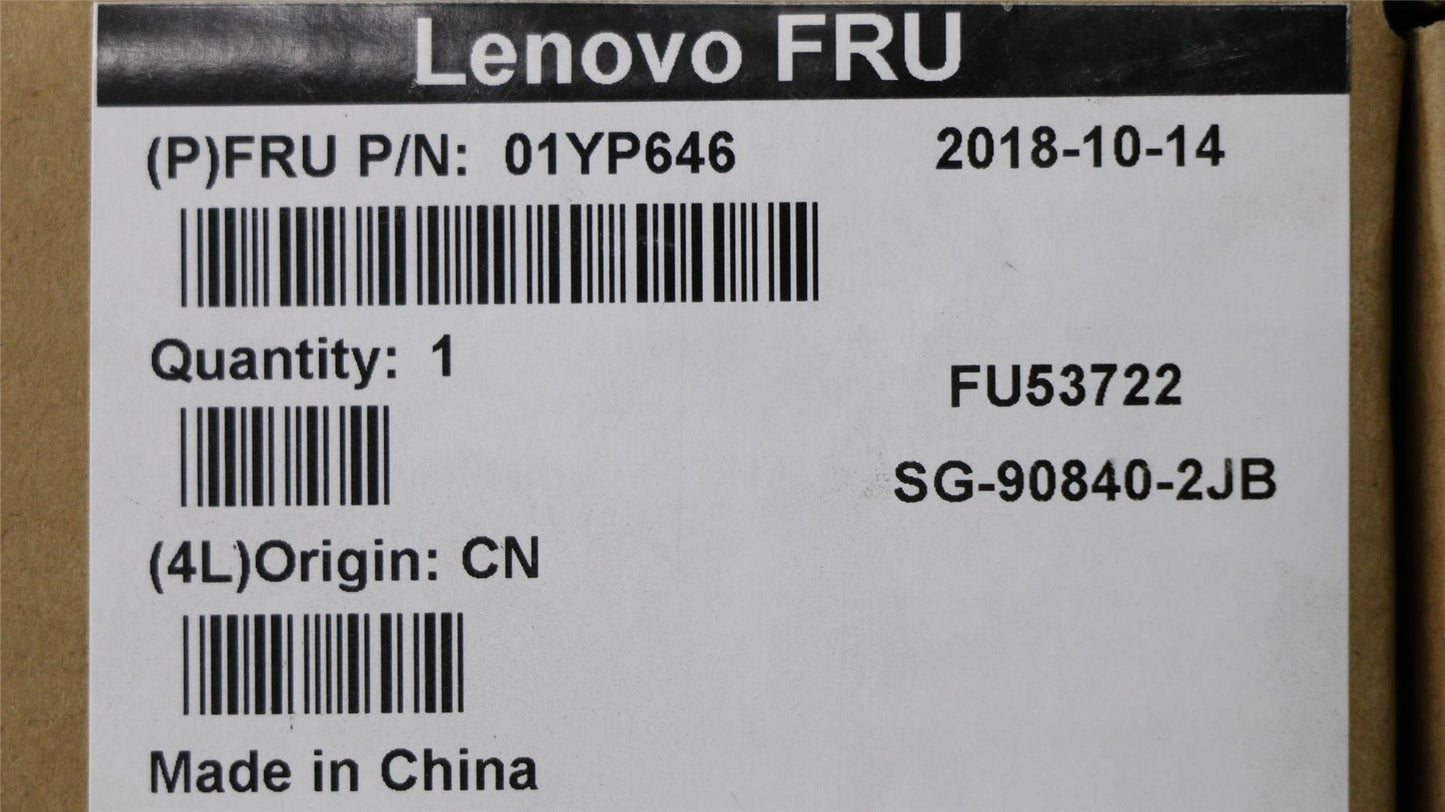 Lenovo FRU
(P)FRU P/N: 01YP646
2018-10-14
Quantity: 1
FU53722
SG-90840-2JB
(4L)Origin: CN
Made in China